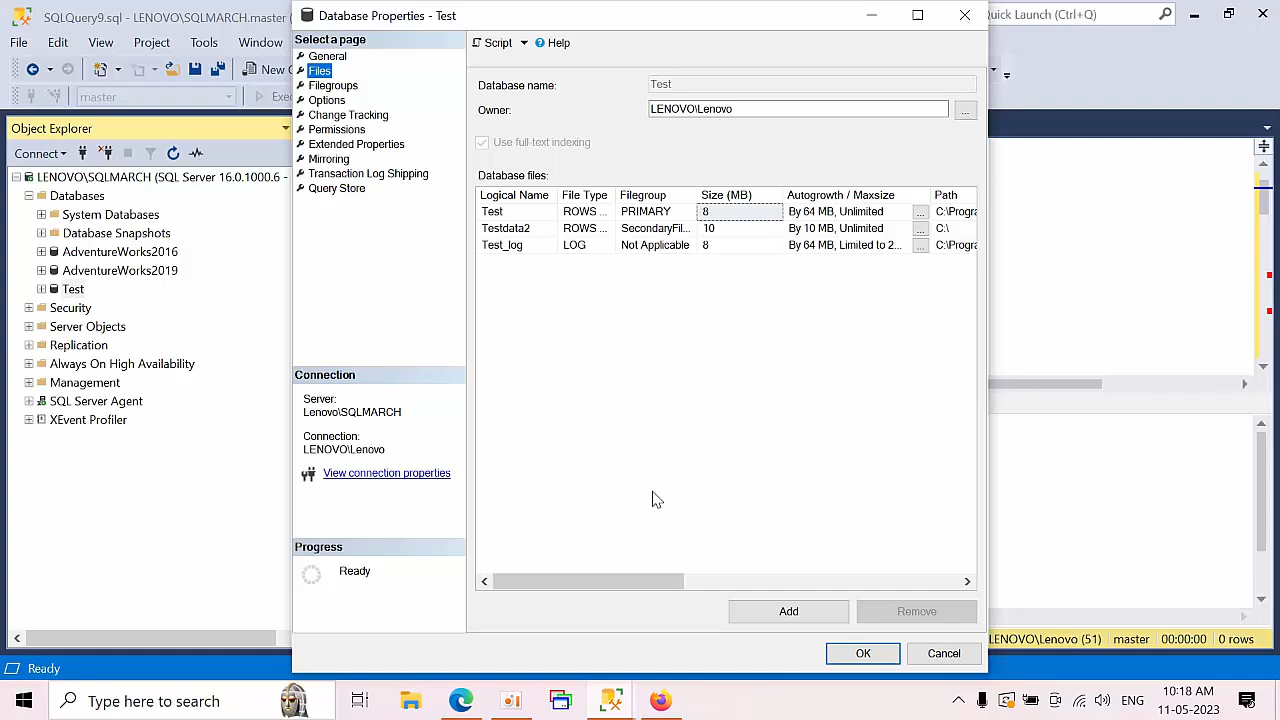 SQLQuery9.sql - LENOVO\SQLMARCH.master
Quick Launch (Ctrl+Q)
File Edit View Project Tools Window
New
master
Exec
Object Explorer
Connect
LENOVO\SQLMARCH (SQL Server 16.0.1000.6 -
Databases
System Databases
Database Snapshots
AdventureWorks2016
AdventureWorks2019
Test
Security
Server Objects
Replication
Always On High Availability
Management
SQL Server Agent
XEvent Profiler
Database Properties - Test
Select a page
General
Files
Filegroups
Options
Change Tracking
Permissions
Extended Properties
Mirroring
Transaction Log Shipping
Query Store
Connection
Server:
Lenovo\SQLMARCH
Connection:
LENOVO\Lenovo
View connection properties
Progress
Ready
Script Help
Database name: Test
Owner: LENOVO\Lenovo ...
Use full-text indexing
Database files:
Logical Name File Type Filegroup Size (MB) Autogrowth / Maxsize Path
Test ROWS ... PRIMARY 8 By 64 MB, Unlimited ... C:\Progra
Testdata2 ROWS ... SecondaryFil... 10 By 10 MB, Unlimited ... C:\
Test_log LOG Not Applicable 8 By 64 MB, Limited to 2... ... C:\Progra
Add Remove
OK Cancel
LENOVO\Lenovo (51) master 00:00:00 0 rows
Ready
Type here to search
ENG
10:18 AM
11-05-2023